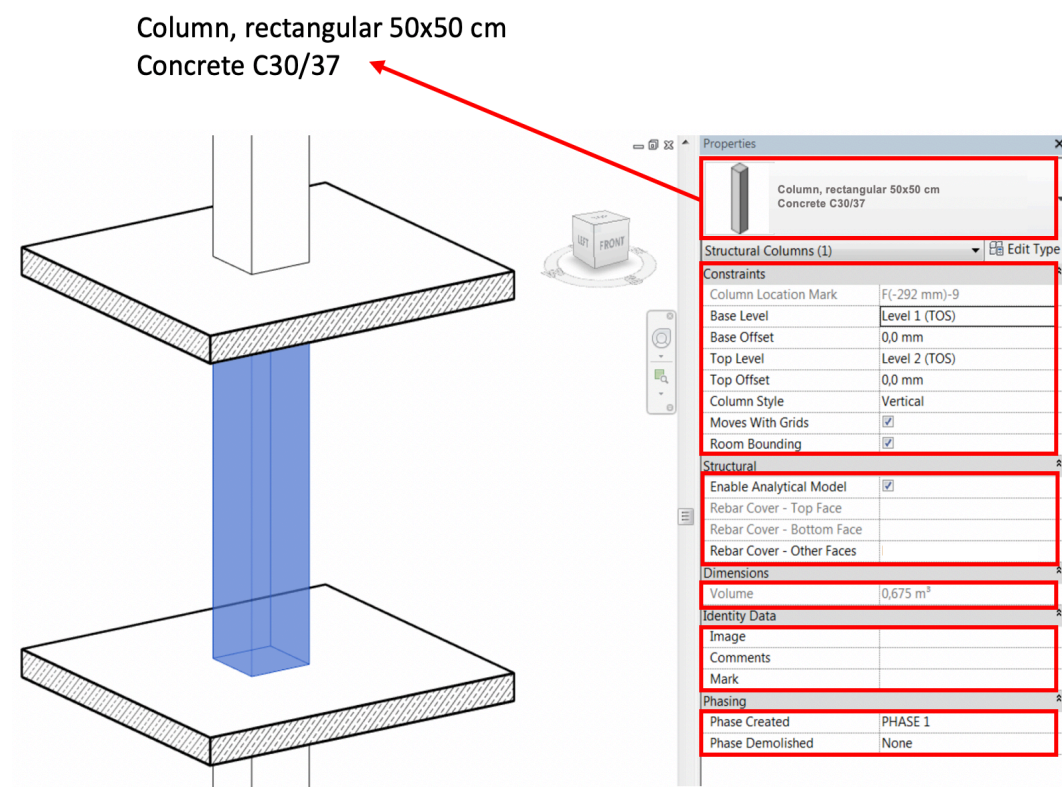 Column, rectangular 50x50 cm
Concrete C30/37
Properties
Column, rectangular 50x50 cm
Concrete C30/37
Structural Columns (1)
Edit Type
Constraints
Column Location Mark F(-292 mm)-9
Base Level Level 1 (TOS)
Base Offset 0,0 mm
Top Level Level 2 (TOS)
Top Offset 0,0 mm
Column Style Vertical
Moves With Grids
Room Bounding
Structural
Enable Analytical Model
Rebar Cover - Top Face
Rebar Cover - Bottom Face
Rebar Cover - Other Faces
Dimensions
Volume 0,675 m³
Identity Data
Image
Comments
Mark
Phasing
Phase Created PHASE 1
Phase Demolished None
TOP
LEFT
FRONT